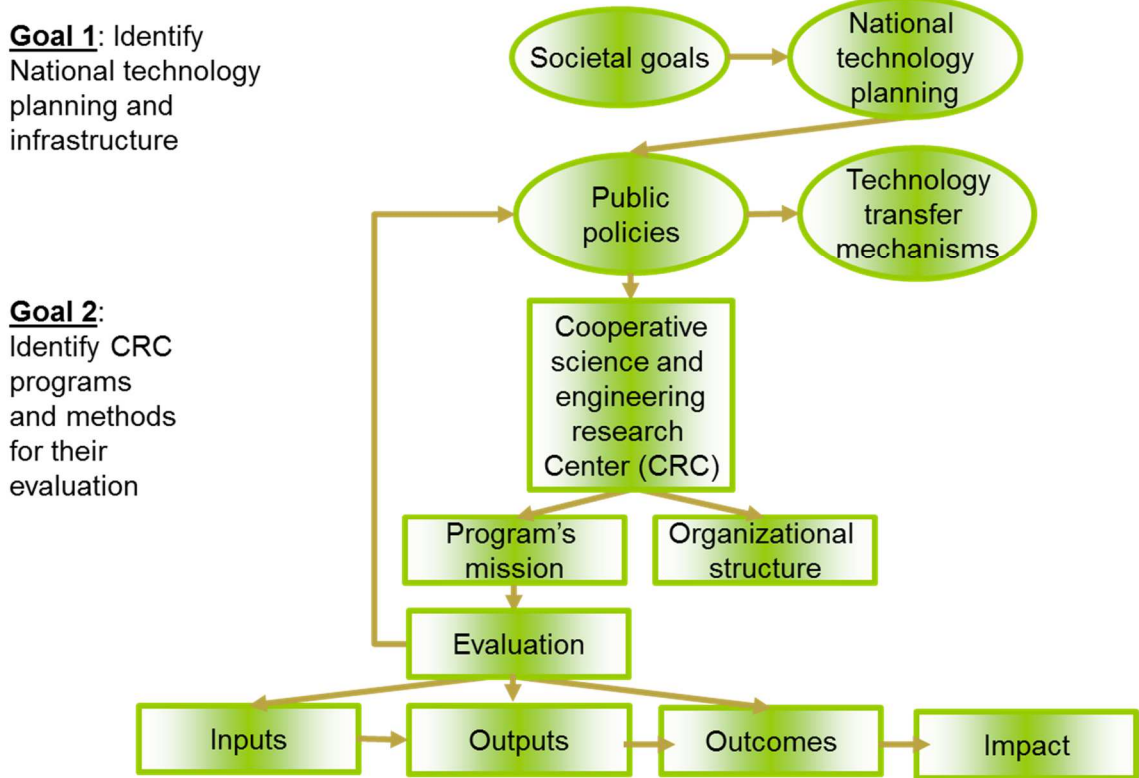 Goal 1: Identify
National technology
planning and
infrastructure
Societal goals
National
technology
planning
Public
policies
Technology
transfer
mechanisms
Goal 2:
Identify CRC
programs
and methods
for their
evaluation
Cooperative
science and
engineering
research
Center (CRC)
Program's
mission
Organizational
structure
Evaluation
Inputs
Outputs
Outcomes
Impact